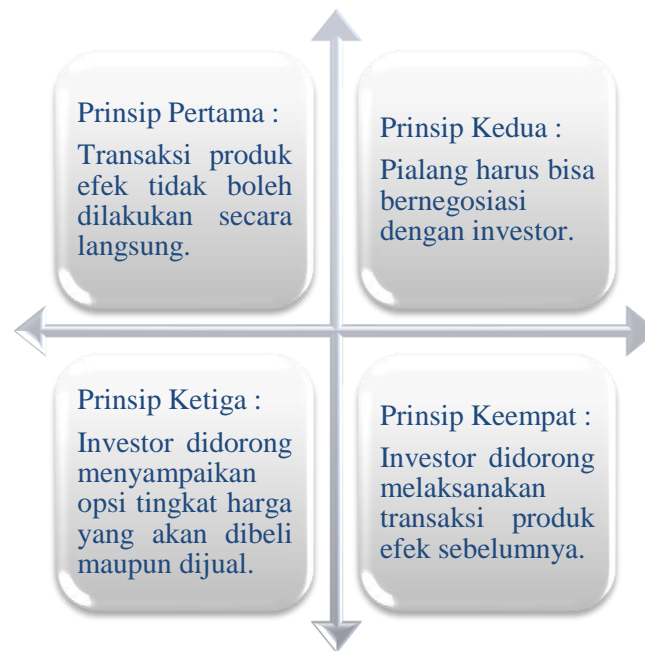 Prinsip Pertama :
Transaksi produk
efek tidak boleh
dilakukan secara
langsung.
Prinsip Kedua :
Pialang harus bisa
bernegosiasi
dengan investor.
Prinsip Ketiga :
Investor didorong
menyampaikan
opsi tingkat harga
yang akan dibeli
maupun dijual.
Prinsip Keempat :
Investor didorong
melaksanakan
transaksi produk
efek sebelumnya.